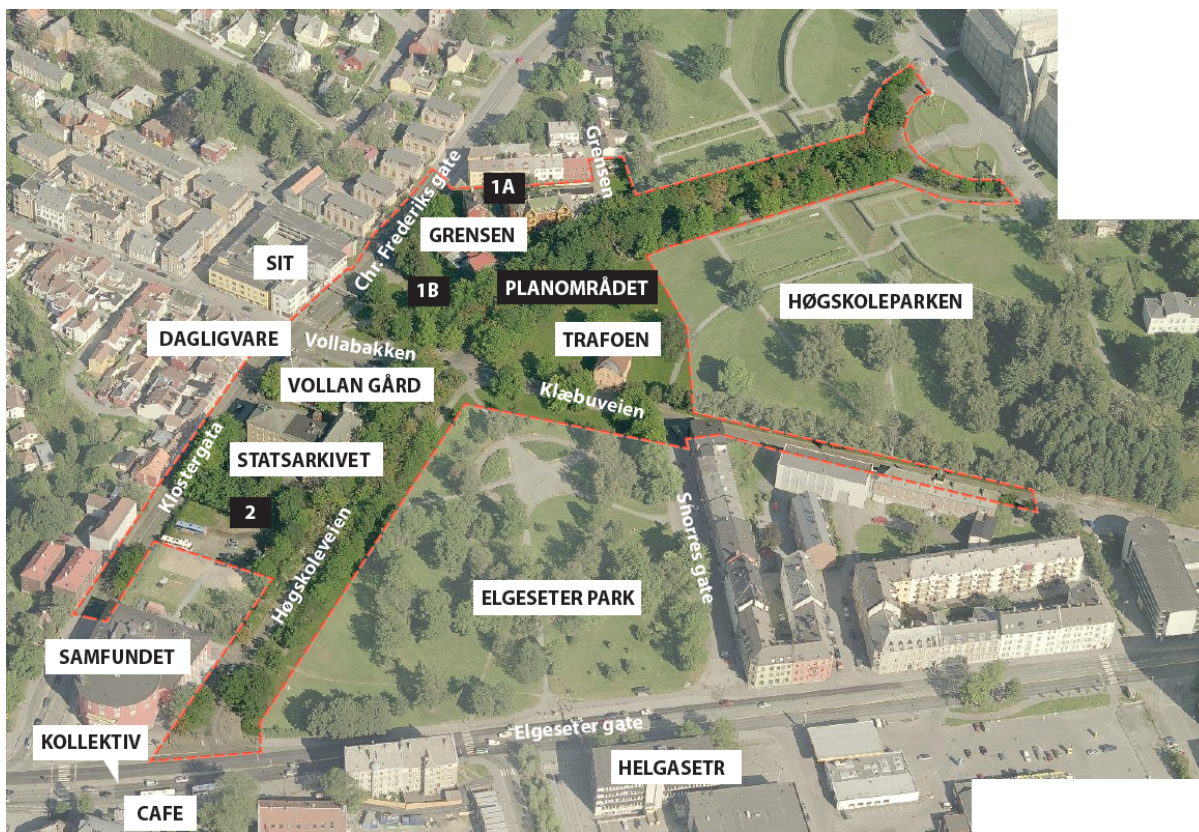 Grensen
1A
Chr. Frederiks gate
GRENSEN
SIT
1B
PLANOMRÅDET
HØGSKOLEPARKEN
DAGLIGVARE
Vollabakken
TRAFOEN
VOLLAN GÅRD
Klæbuveien
Klostergata
STATSARKIVET
2
Snorres gate
Høgskoleveien
ELGESETER PARK
SAMFUNDET
Elgeseter gate
KOLLEKTIV
HELGASETR
CAFE